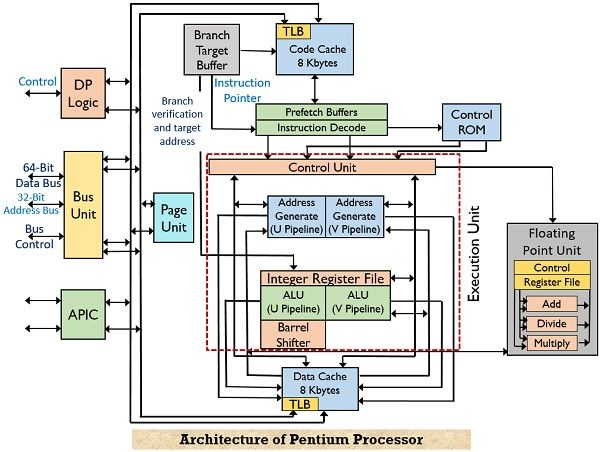 TLB
Code Cache
8 Kbytes
Branch
Target
Buffer
Instruction
Pointer
Control
DP
Logic
Branch
verification
and target
address
Prefetch Buffers
Instruction Decode
Control
ROM
Control Unit
64-Bit
Data Bus
32-Bit
Address Bus
Bus
Control
Bus
Unit
Page
Unit
Address
Generate
(U Pipeline)
Address
Generate
(V Pipeline)
Execution Unit
Floating
Point Unit
Control
Register File
Add
Divide
Multiply
Integer Register File
ALU
(U Pipeline)
ALU
(V Pipeline)
Barrel
Shifter
APIC
Data Cache
8 Kbytes
TLB
Architecture of Pentium Processor